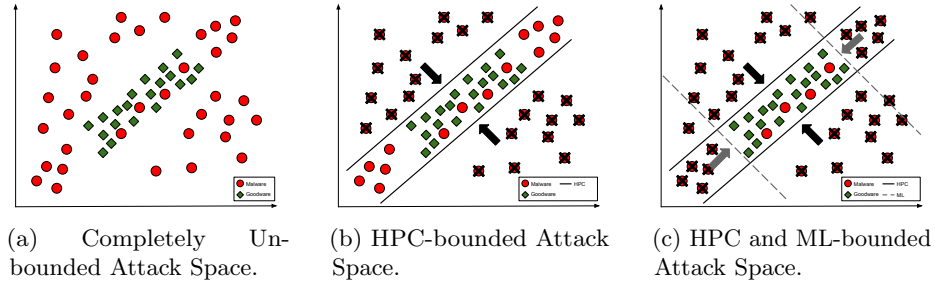 Malware
Goodware
Malware HPC
Goodware
Malware HPC
Goodware ML
(a) Completely Un-
bounded Attack Space.
(b) HPC-bounded Attack
Space.
(c) HPC and ML-bounded
Attack Space.